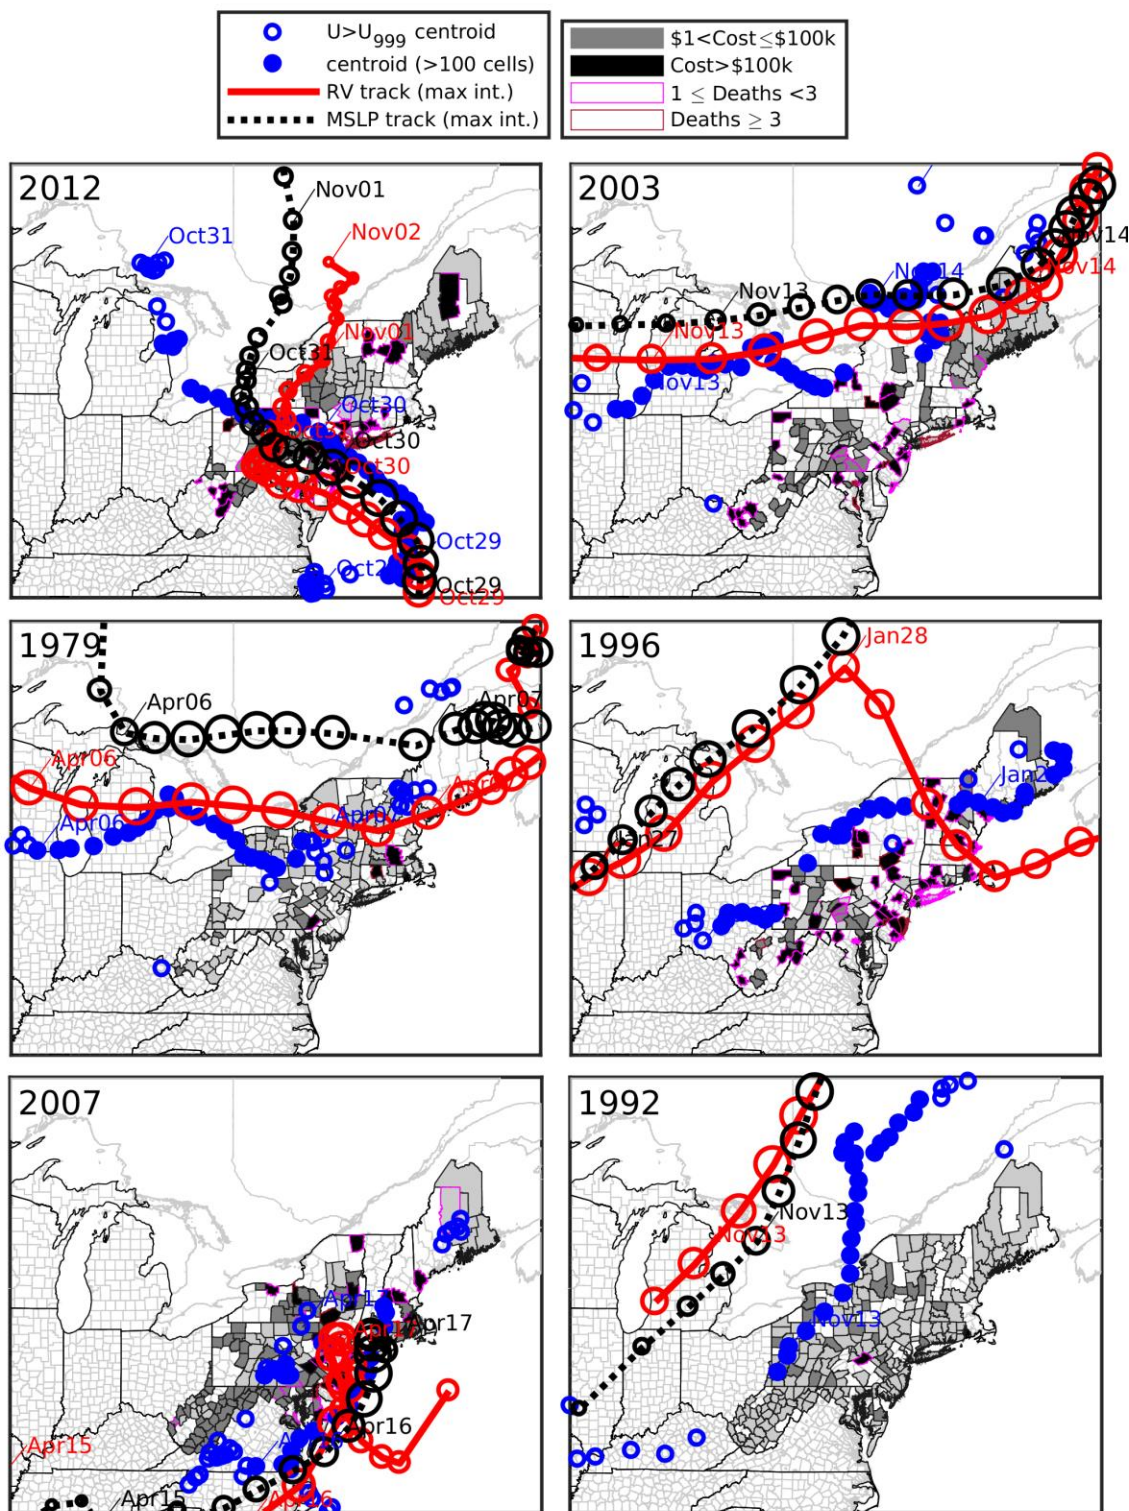 U>U999 centroid
centroid (>100 cells)
RV track (max int.)
MSLP track (max int.)
$1<Cost≤$100k
Cost>$100k
1 ≤ Deaths <3
Deaths ≥ 3
2012
Nov01
Oct31
Nov02
Nov01
Oct31
Oct30
Oct30
Oct30
Oct29
Oct29
Oct29
2003
Nov14
Nov14
Nov14
Nov13
Nov13
Nov13
1979
Apr06
Apr07
Apr06
Apr06
Apr07
1996
Jan28
Jan27
2007
Apr17
Apr17
Apr16
Apr15
Apr15
Apr16
1992
Nov13
Nov13
Nov13